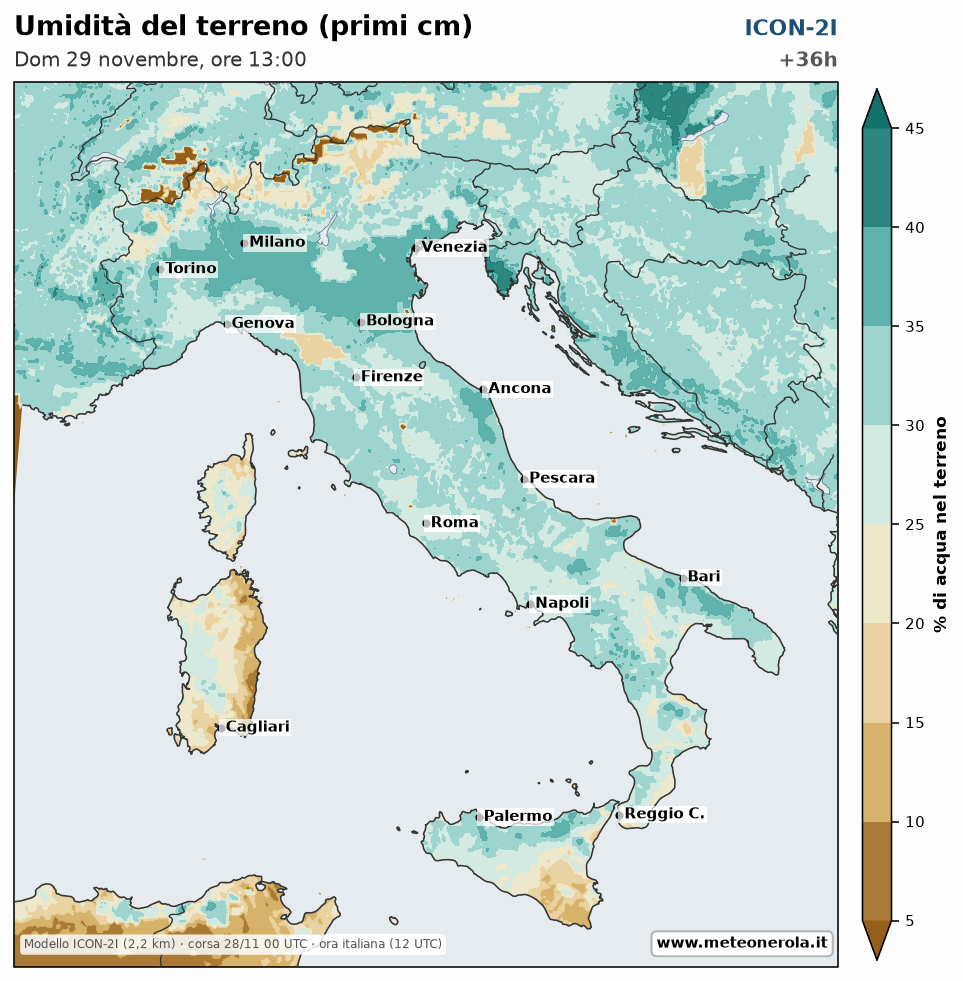 Umidità del terreno (primi cm)
ICON-2I
Dom 29 novembre, ore 13:00
+36h
Milano
Venezia
Torino
Genova
Bologna
Firenze
Ancona
Pescara
Roma
Bari
Napoli
Cagliari
Palermo
Reggio C.
45
40
35
30
25
20
15
10
5
% di acqua nel terreno
Modello ICON-2I (2,2 km) · corsa 28/11 00 UTC · ora italiana (12 UTC)
www.meteonerola.it